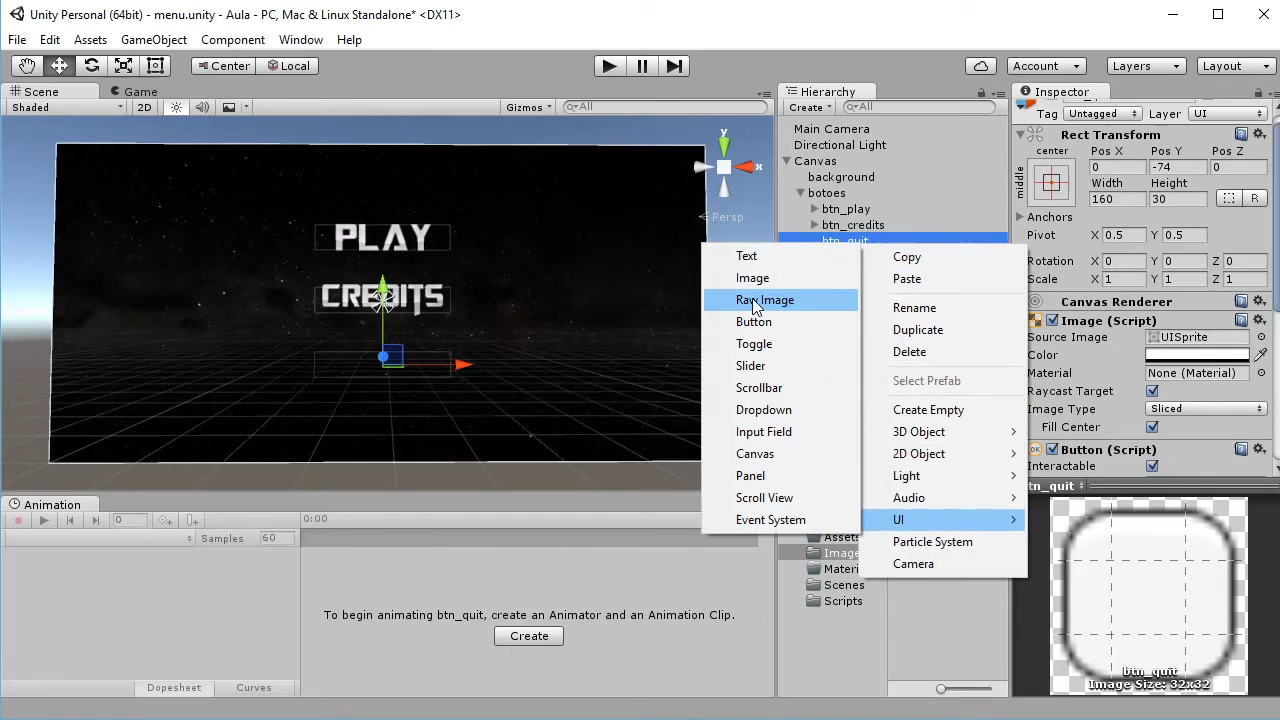 Unity Personal (64bit) - menu.unity - Aula - PC, Mac & Linux Standalone* <DX11>
File Edit Assets GameObject Component Window Help
Center Local Account Layers Layout
Scene Game Hierarchy Inspector
Shaded 2D Gizmos All Create All
Tag Untagged Layer UI
Main Camera
Directional Light
Canvas
background
botoes
btn_play
btn_credits
btn_quit
Rect Transform
center Pos X Pos Y Pos Z
middle 0 -74 0
Width Height
160 30 R
Anchors
Pivot X 0.5 Y 0.5
Rotation X 0 Y 0 Z 0
Scale X 1 Y 1 Z 1
Canvas Renderer
Image (Script)
Source Image UISprite
Color
Material None (Material)
Raycast Target
Image Type Sliced
Fill Center
Button (Script)
Interactable
y
x
Persp
PLAY
CREDITS
Text
Image
Raw Image
Button
Toggle
Slider
Scrollbar
Dropdown
Input Field
Canvas
Panel
Scroll View
Event System
Copy
Paste
Rename
Duplicate
Delete
Select Prefab
Create Empty
3D Object
2D Object
Light
Audio
UI
Particle System
Camera
Animation
0 0:00
Samples 60
To begin animating btn_quit, create an Animator and an Animation Clip.
Create
Dopesheet Curves
Assets
Image
Materi
Scenes
Scripts
btn_quit
btn_quit
Image Size: 32x32